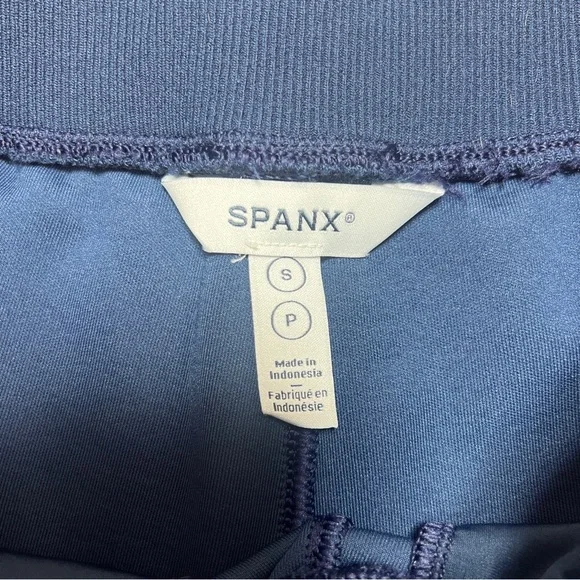 SPANX®
S
P
Made in
Indonesia
—
Fabriqué en
Indonésie